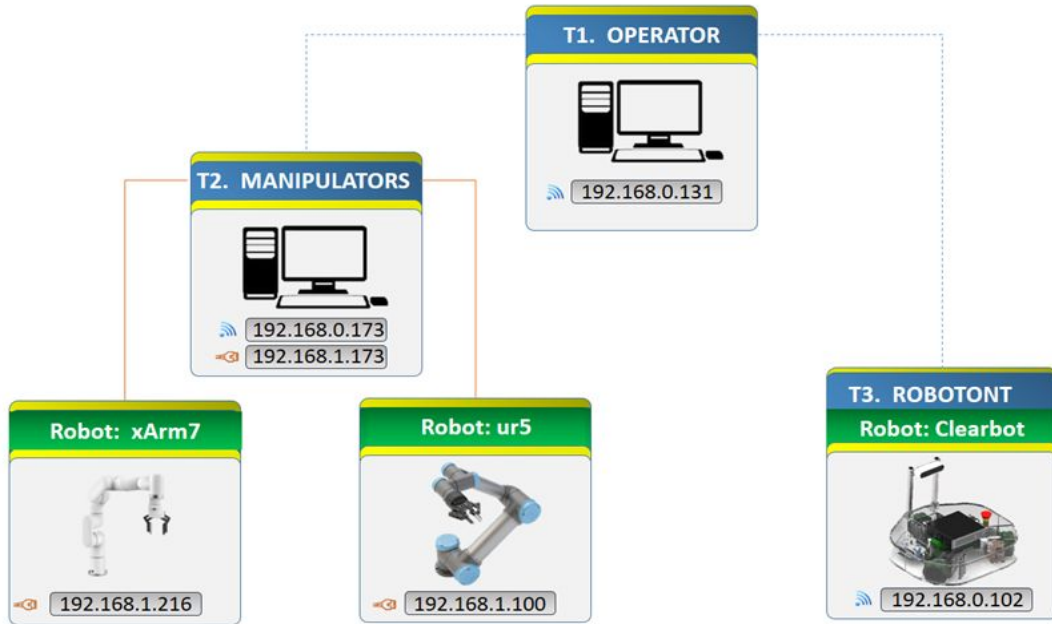 T1. OPERATOR
192.168.0.131
T2. MANIPULATORS
192.168.0.173
192.168.1.173
Robot: xArm7
192.168.1.216
Robot: ur5
192.168.1.100
T3. ROBOTONT
Robot: Clearbot
192.168.0.102